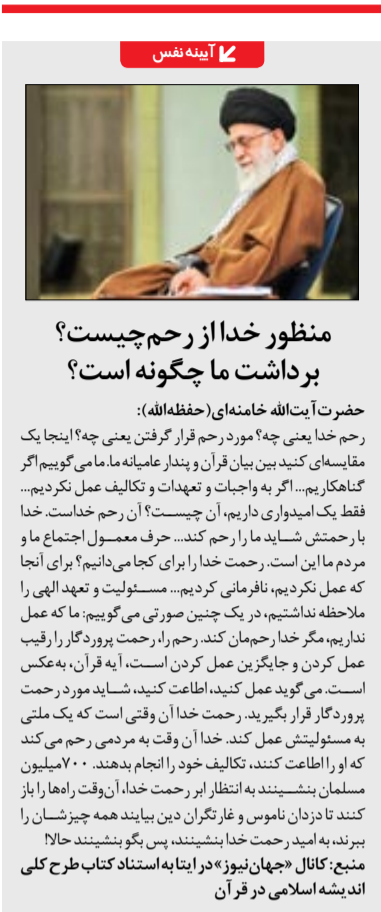 آیینه نفس
منظور خدا از رحم چیست؟
برداشت ما چگونه است؟
حضرت آیت‌الله خامنه‌ای(حفظه‌الله):
رحم خدا یعنی چه؟ مورد رحم قرار گرفتن یعنی چه؟ اینجا یک
مقایسه‌ای کنید بین بیان قرآن و پندار عامیانه ما. ما می‌گوییم اگر
گناهکاریم... اگر به واجبات و تعهدات و تکالیف عمل نکردیم...
فقط یک امیدواری داریم، آن چیست؟ آن رحم خداست. خدا
با رحمتش شاید ما را رحم کند... حرف معمول اجتماع ما و
مردم ما این است. رحمت خدا را برای کجا می‌دانیم؟ برای آنجا
که عمل نکردیم، نافرمانی کردیم... مسئولیت و تعهد الهی را
ملاحظه نداشتیم، در یک چنین صورتی می‌گوییم: ما که عمل
نداریم، مگر خدا رحم‌مان کند. رحم را، رحمت پروردگار را رقیب
عمل کردن و جایگزین عمل کردن است، آیه قرآن، به‌عکس
است. می گوید عمل کنید، اطاعت کنید، شاید مورد رحمت
پروردگار قرار بگیرید. رحمت خدا آن وقتی است که یک ملتی
به مسئولیتش عمل کند. خدا آن وقت به مردمی رحم می کند
که او را اطاعت کنند، تکالیف خود را انجام بدهند. ۷۰۰میلیون
مسلمان بنشینند به انتظار ابر رحمت خدا، آن‌وقت راه‌ها را باز
کنند تا دزدان ناموس و غارتگران دین بیایند همه چیزشان را
ببرند، به امید رحمت خدا بنشینند، پس بگو بنشینند حالا!
منبع: کانال «جهان‌نیوز» در ایتا به استناد کتاب طرح کلی
اندیشه اسلامی در قرآن